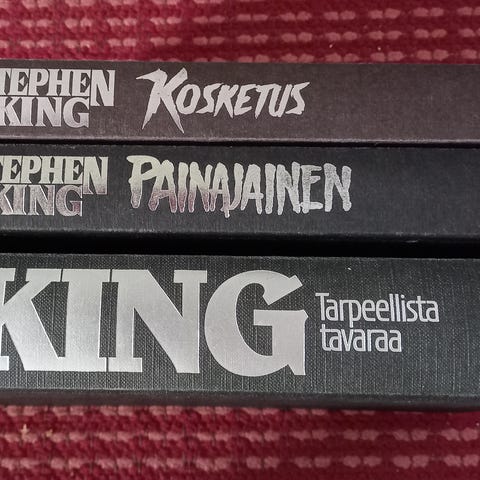 TEPHEN
KING
KOSKETUS
TEPHEN
KING
PAINAJAINEN
KING
Tarpeellista
tavaraa